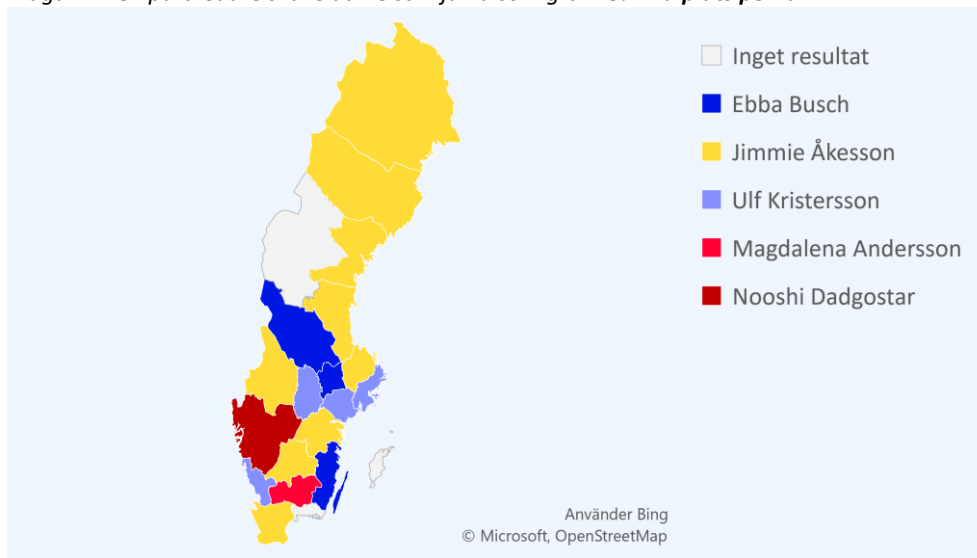 Inget resultat
Ebba Busch
Jimmie Åkesson
Ulf Kristersson
Magdalena Andersson
Nooshi Dadgostar
Använder Bing
© Microsoft, OpenStreetMap